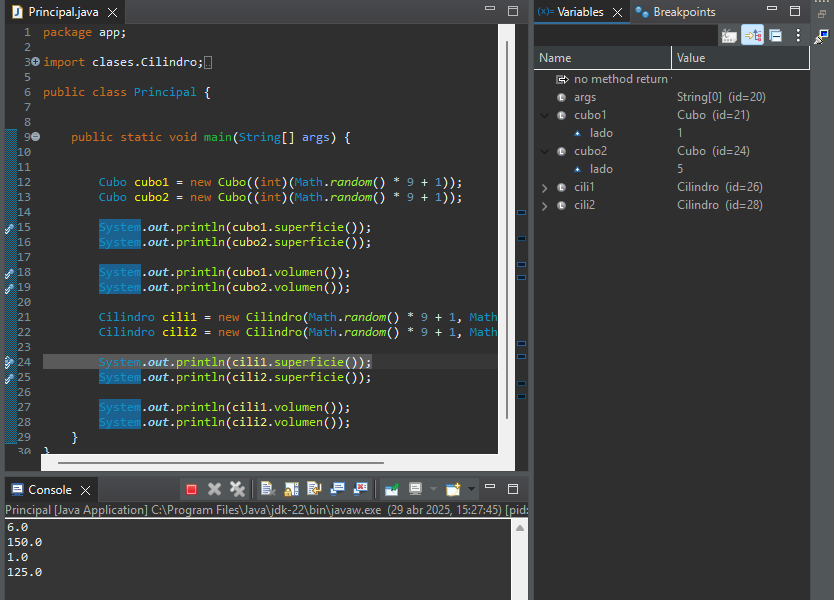 Principal.java
1 package app;
2
3 import clases.Cilindro;
5
6 public class Principal {
7
8
9 public static void main(String[] args) {
10
11
12 Cubo cubo1 = new Cubo((int)(Math.random() * 9 + 1));
13 Cubo cubo2 = new Cubo((int)(Math.random() * 9 + 1));
14
15 System.out.println(cubo1.superficie());
16 System.out.println(cubo2.superficie());
17
18 System.out.println(cubo1.volumen());
19 System.out.println(cubo2.volumen());
20
21 Cilindro cili1 = new Cilindro(Math.random() * 9 + 1, Math
22 Cilindro cili2 = new Cilindro(Math.random() * 9 + 1, Math
23
24 System.out.println(cili1.superficie());
25 System.out.println(cili2.superficie());
26
27 System.out.println(cili1.volumen());
28 System.out.println(cili2.volumen());
29 }
30 }
(x)= Variables
Breakpoints
Name Value
no method return
args String[0] (id=20)
cubo1 Cubo (id=21)
lado 1
cubo2 Cubo (id=24)
lado 5
cili1 Cilindro (id=26)
cili2 Cilindro (id=28)
Console
Principal [Java Application] C:\Program Files\Java\jdk-22\bin\javaw.exe (29 abr 2025, 15:27:45) [pid:
6.0
150.0
1.0
125.0